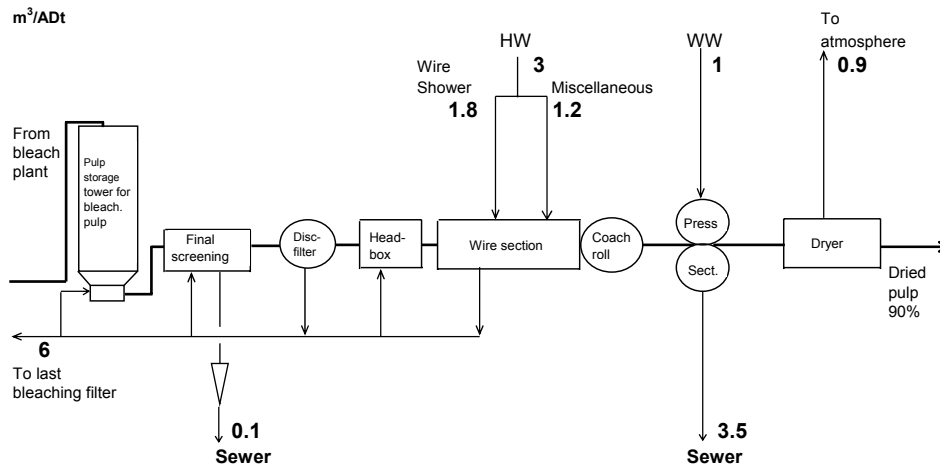 m³/ADt
HW
3
WW
1
To
atmosphere
0.9
Wire
Shower
1.8
Miscellaneous
1.2
From
bleach
plant
Pulp
storage
tower for
bleach.
pulp
Final
screening
Disc-
filter
Head-
box
Wire section
Coach
roll
Press
Sect.
Dryer
Dried
pulp
90%
6
To last
bleaching filter
0.1
Sewer
3.5
Sewer